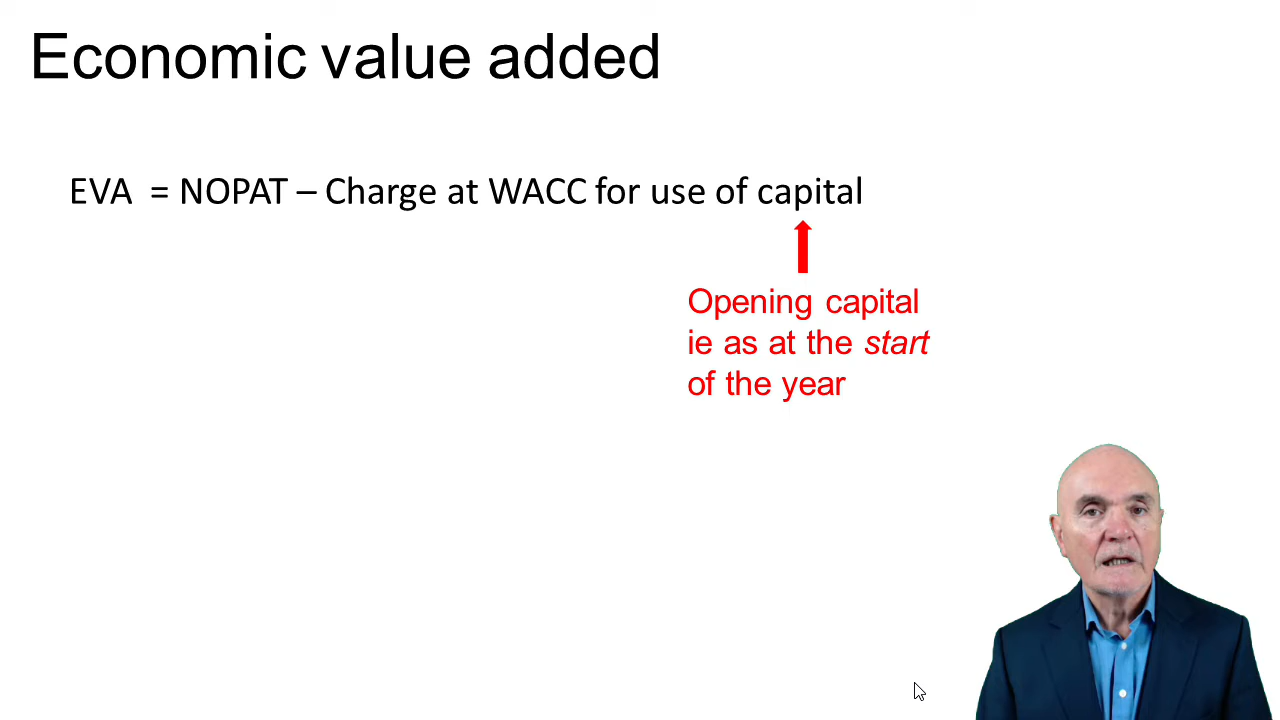 Economic value added
EVA = NOPAT – Charge at WACC for use of capital
Opening capital
ie as at the start
of the year